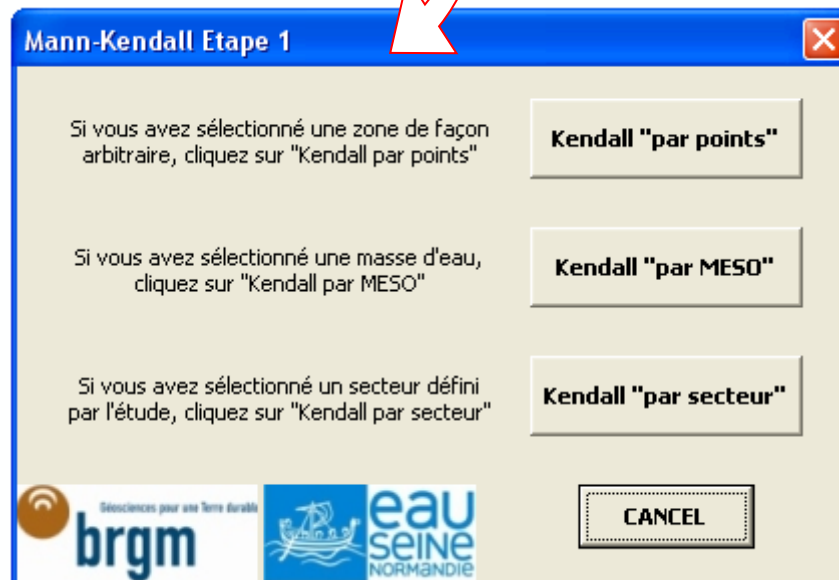 Mann-Kendall Etape 1
Si vous avez sélectionné une zone de façon
arbitraire, cliquez sur "Kendall par points"
Kendall "par points"
Si vous avez sélectionné une masse d'eau,
cliquez sur "Kendall par MESO"
Kendall "par MESO"
Si vous avez sélectionné un secteur défini
par l'étude, cliquez sur "Kendall par secteur"
Kendall "par secteur"
Géosciences pour une Terre durable
brgm
eau
SEINE
NORMANDIE
CANCEL